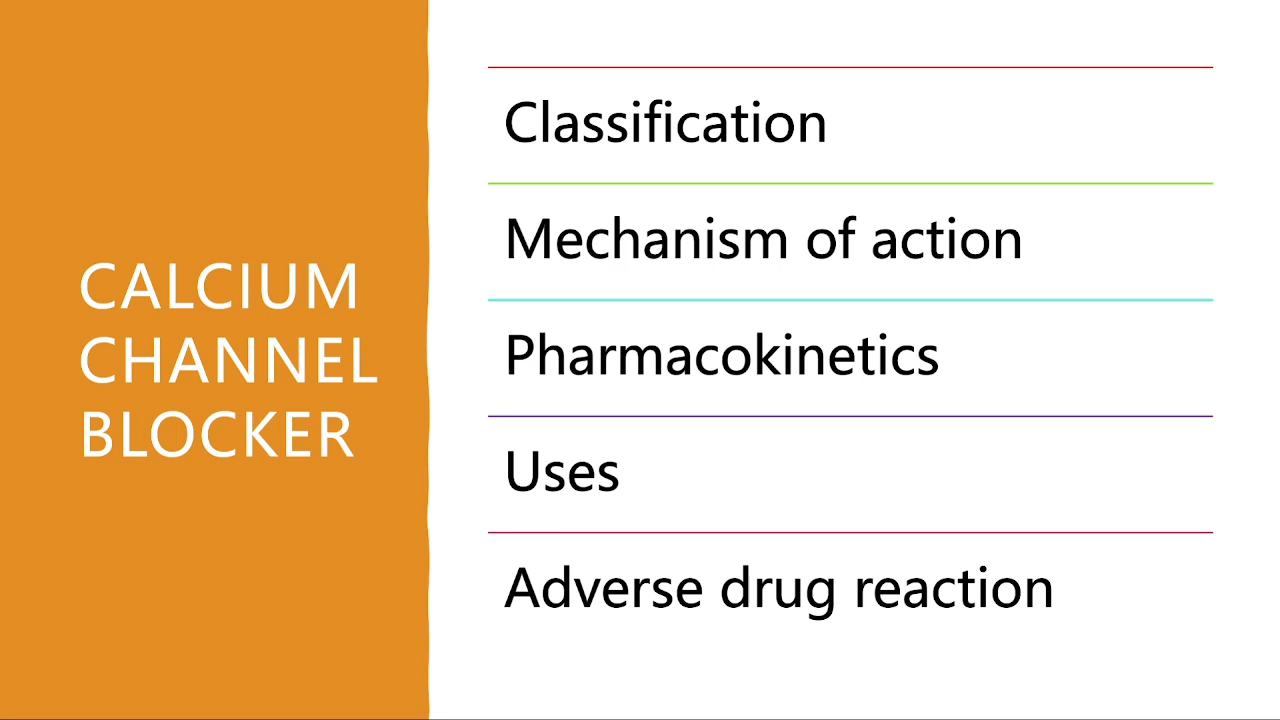 CALCIUM
CHANNEL
BLOCKER
Classification
Mechanism of action
Pharmacokinetics
Uses
Adverse drug reaction